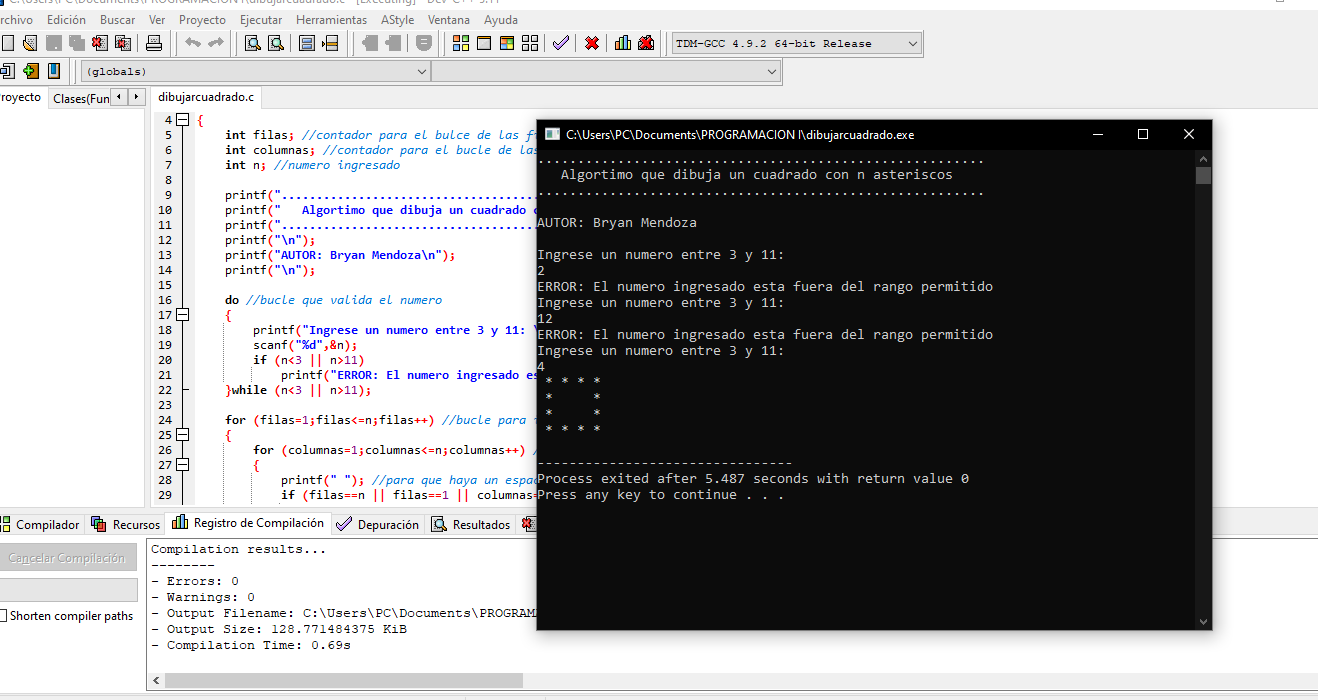 C:\Users\PC\Documents\PROGRAMACION I\dibujarcuadrado.c - [Executing] - Dev-C++ 5.11
rchivo Edición Buscar Ver Proyecto Ejecutar Herramientas AStyle Ventana Ayuda
TDM-GCC 4.9.2 64-bit Release
(globals)
royecto Clases(Fun dibujarcuadrado.c
4 {
5 int filas; //contador para el bulce de las f
6 int columnas; //contador para el bucle de las
7 int n; //numero ingresado
8
9 printf("......................................
10 printf("   Algortimo que dibuja un cuadrado
11 printf("......................................
12 printf("\n");
13 printf("AUTOR: Bryan Mendoza\n");
14 printf("\n");
15
16 do //bucle que valida el numero
17 {
18 printf("Ingrese un numero entre 3 y 11: \
19 scanf("%d",&n);
20 if (n<3 || n>11)
21 printf("ERROR: El numero ingresado es
22 }while (n<3 || n>11);
23
24 for (filas=1;filas<=n;filas++) //bucle para
25 {
26 for (columnas=1;columnas<=n;columnas++) /
27 {
28 printf(" "); //para que haya un espac
29 if (filas==n || filas==1 || columnas=
C:\Users\PC\Documents\PROGRAMACION I\dibujarcuadrado.exe
........................................................
Algortimo que dibuja un cuadrado con n asteriscos
........................................................
AUTOR: Bryan Mendoza
Ingrese un numero entre 3 y 11:
2
ERROR: El numero ingresado esta fuera del rango permitido
Ingrese un numero entre 3 y 11:
12
ERROR: El numero ingresado esta fuera del rango permitido
Ingrese un numero entre 3 y 11:
4
* * * *
*     *
*     *
* * * *
--------------------------------
Process exited after 5.487 seconds with return value 0
Press any key to continue . . .
Compilador Recursos Registro de Compilación Depuración Resultados
Cancelar Compilación
Shorten compiler paths
Compilation results...
--------
- Errors: 0
- Warnings: 0
- Output Filename: C:\Users\PC\Documents\PROGRAM
- Output Size: 128.771484375 KiB
- Compilation Time: 0.69s